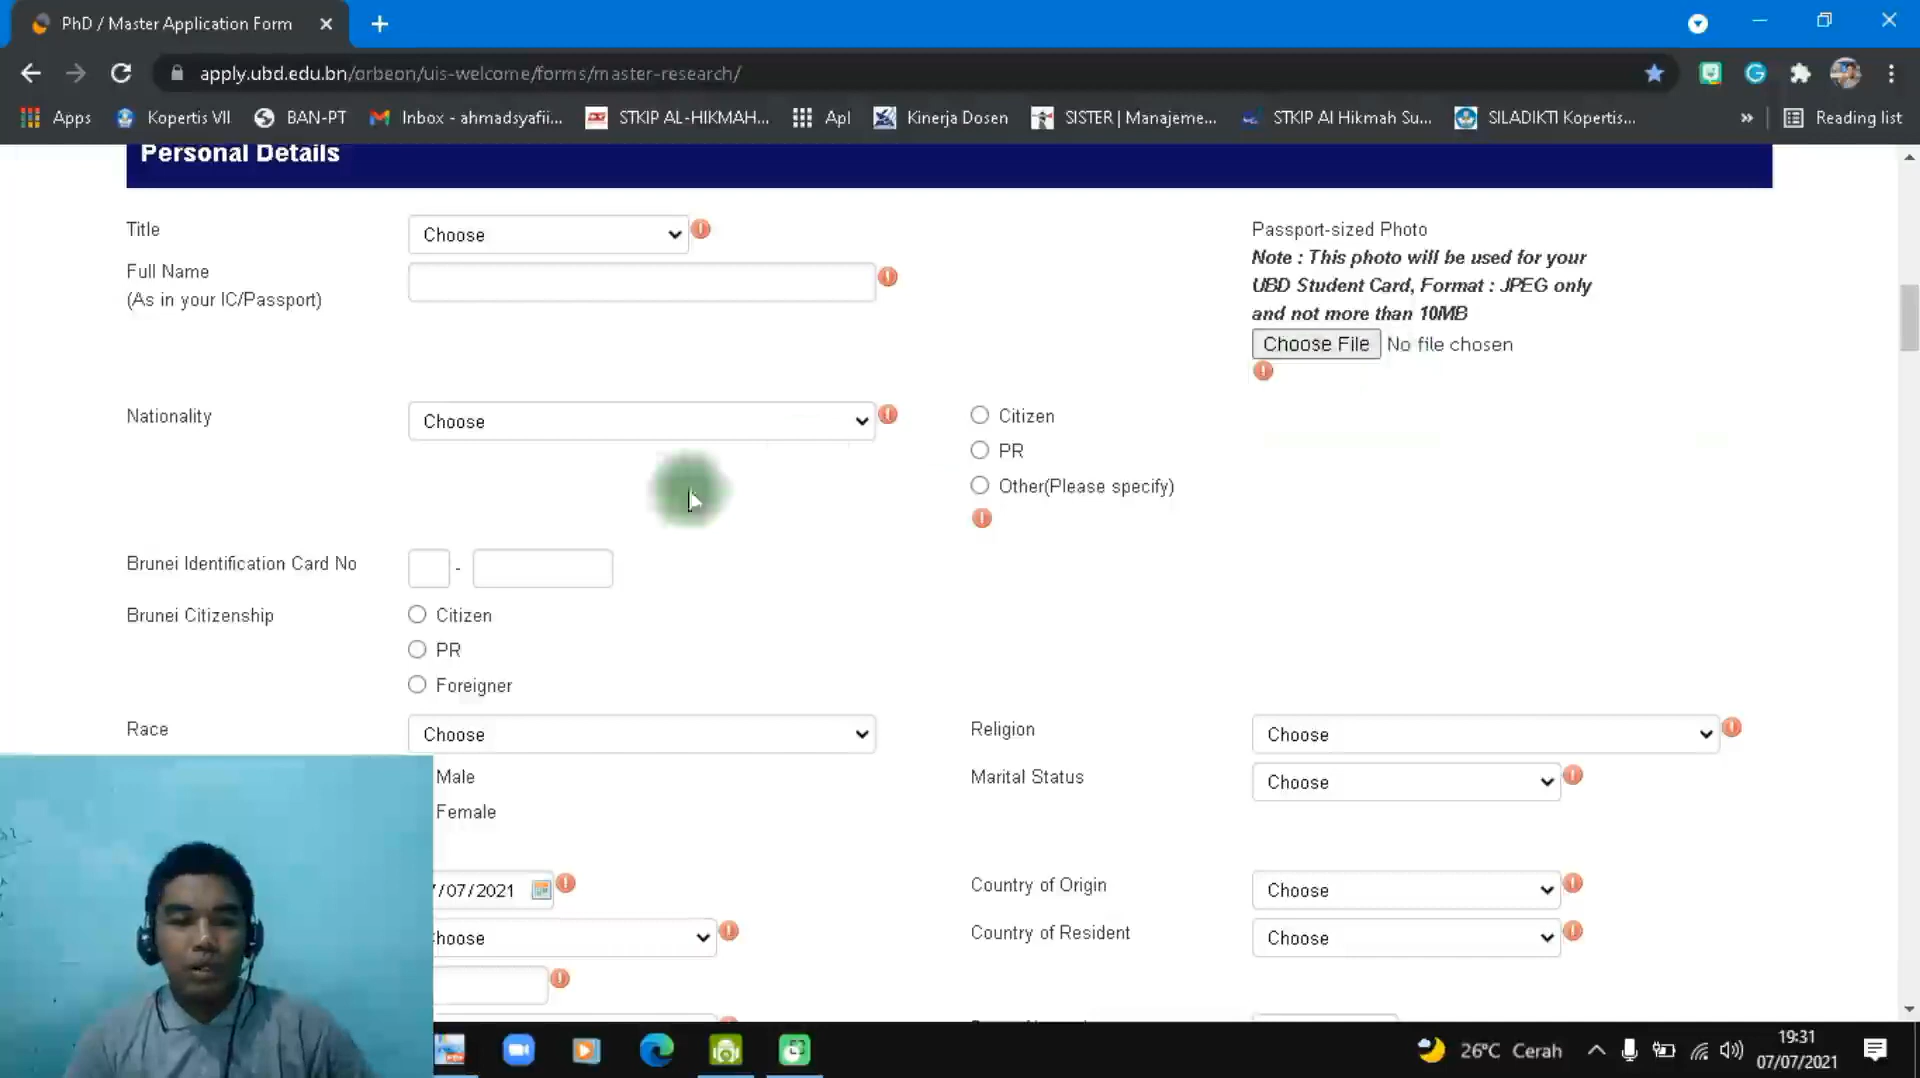 PhD / Master Application Form
apply.ubd.edu.bn/orbeon/uis-welcome/forms/master-research/
Apps Kopertis VII BAN-PT Inbox - ahmadsyafii... STKIP AL-HIKMAH... Apl Kinerja Dosen SISTER | Manajeme... STKIP Al Hikmah Su... SILADIKTI Kopertis... » Reading list
Personal Details
Title Choose
Passport-sized Photo
Full Name
(As in your IC/Passport)
Note : This photo will be used for your
UBD Student Card, Format : JPEG only
and not more than 10MB
Choose File No file chosen
Nationality Choose
Citizen
PR
Other(Please specify)
Brunei Identification Card No -
Brunei Citizenship Citizen
PR
Foreigner
Race Choose Religion Choose
Male Marital Status Choose
Female
/07/2021 Country of Origin Choose
hoose Country of Resident Choose
26°C Cerah
19:31
07/07/2021